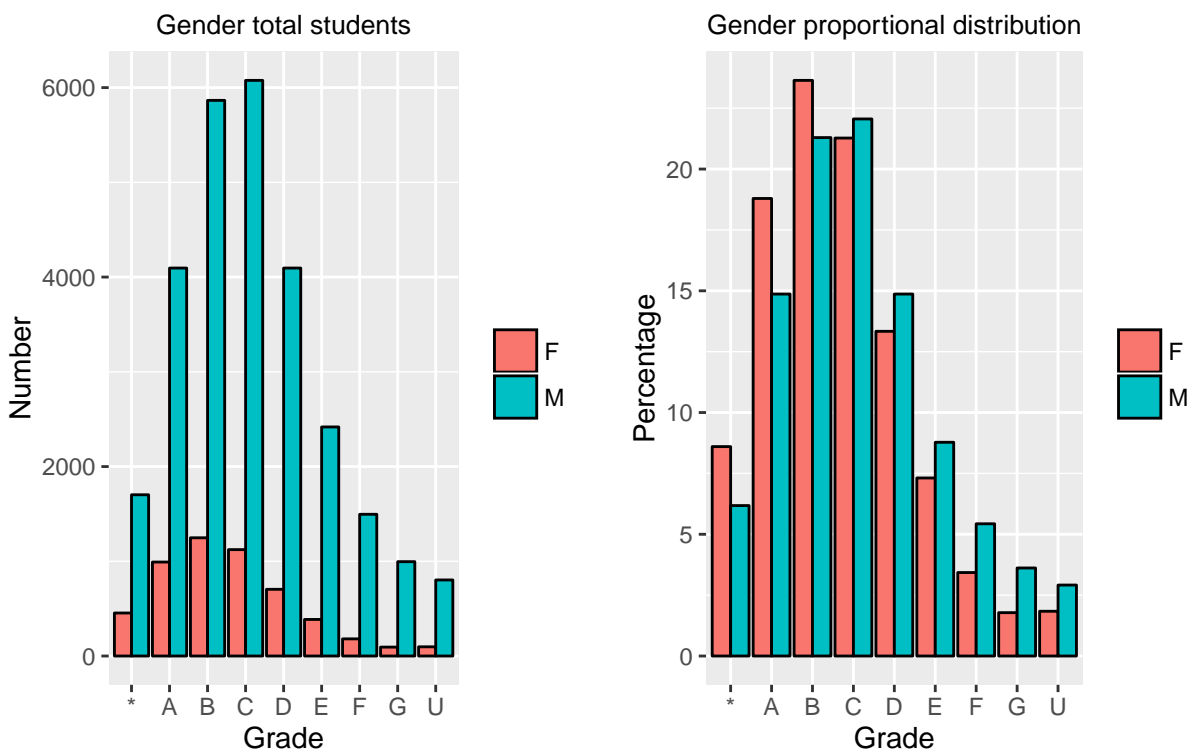 Gender total students
Number
6000
4000
2000
0
* A B C D E F G U
Grade
F
M
Gender proportional distribution
Percentage
20
15
10
5
0
* A B C D E F G U
Grade
F
M